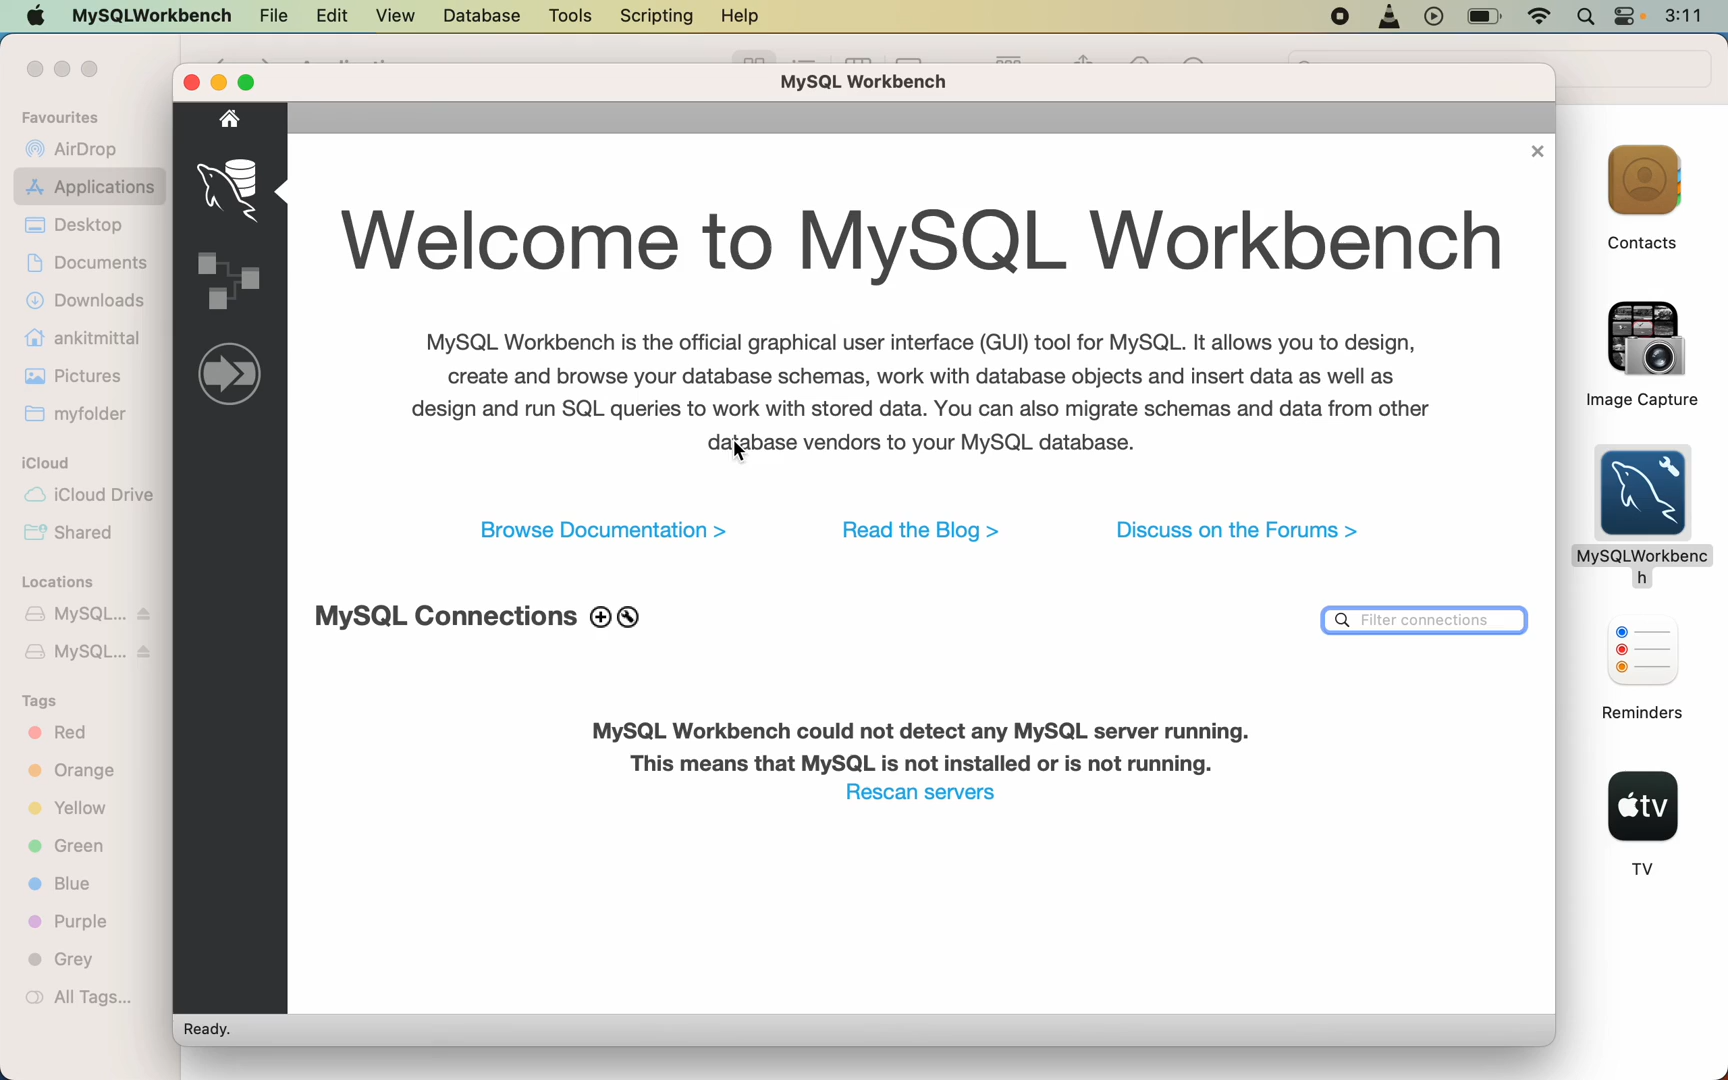 MySQLWorkbench File Edit View Database Tools Scripting Help 3:11
MySQL Workbench
Favourites
AirDrop
Applications
Desktop
Documents
Downloads
ankitmittal
Pictures
myfolder
iCloud
iCloud Drive
Shared
Locations
MySQL...
MySQL...
Tags
Red
Orange
Yellow
Green
Blue
Purple
Grey
All Tags...
Welcome to MySQL Workbench
MySQL Workbench is the official graphical user interface (GUI) tool for MySQL. It allows you to design,
create and browse your database schemas, work with database objects and insert data as well as
design and run SQL queries to work with stored data. You can also migrate schemas and data from other
database vendors to your MySQL database.
Browse Documentation > Read the Blog > Discuss on the Forums >
MySQL Connections
Filter connections
MySQL Workbench could not detect any MySQL server running.
This means that MySQL is not installed or is not running.
Rescan servers
Ready.
Contacts
Image Capture
MySQLWorkbenc
h
Reminders
tv
TV